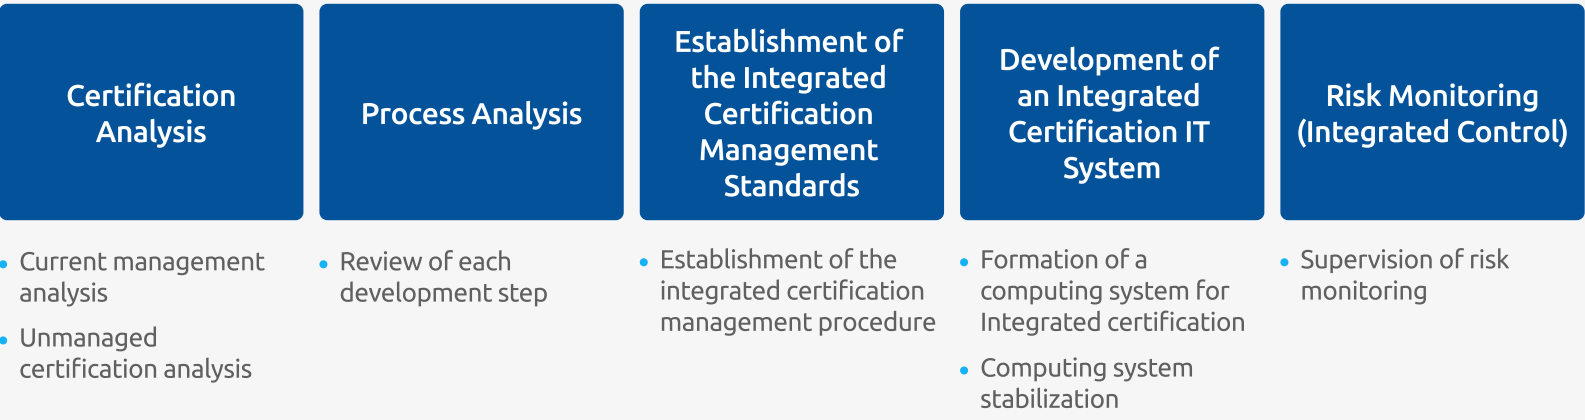 Certification
Analysis
Process Analysis
Establishment of
the Integrated
Certification
Management
Standards
Development of
an Integrated
Certification IT
System
Risk Monitoring
(Integrated Control)
Current management
analysis
Unmanaged
certification analysis
Review of each
development step
Establishment of the
integrated certification
management procedure
Formation of a
computing system for
Integrated certification
Computing system
stabilization
Supervision of risk
monitoring